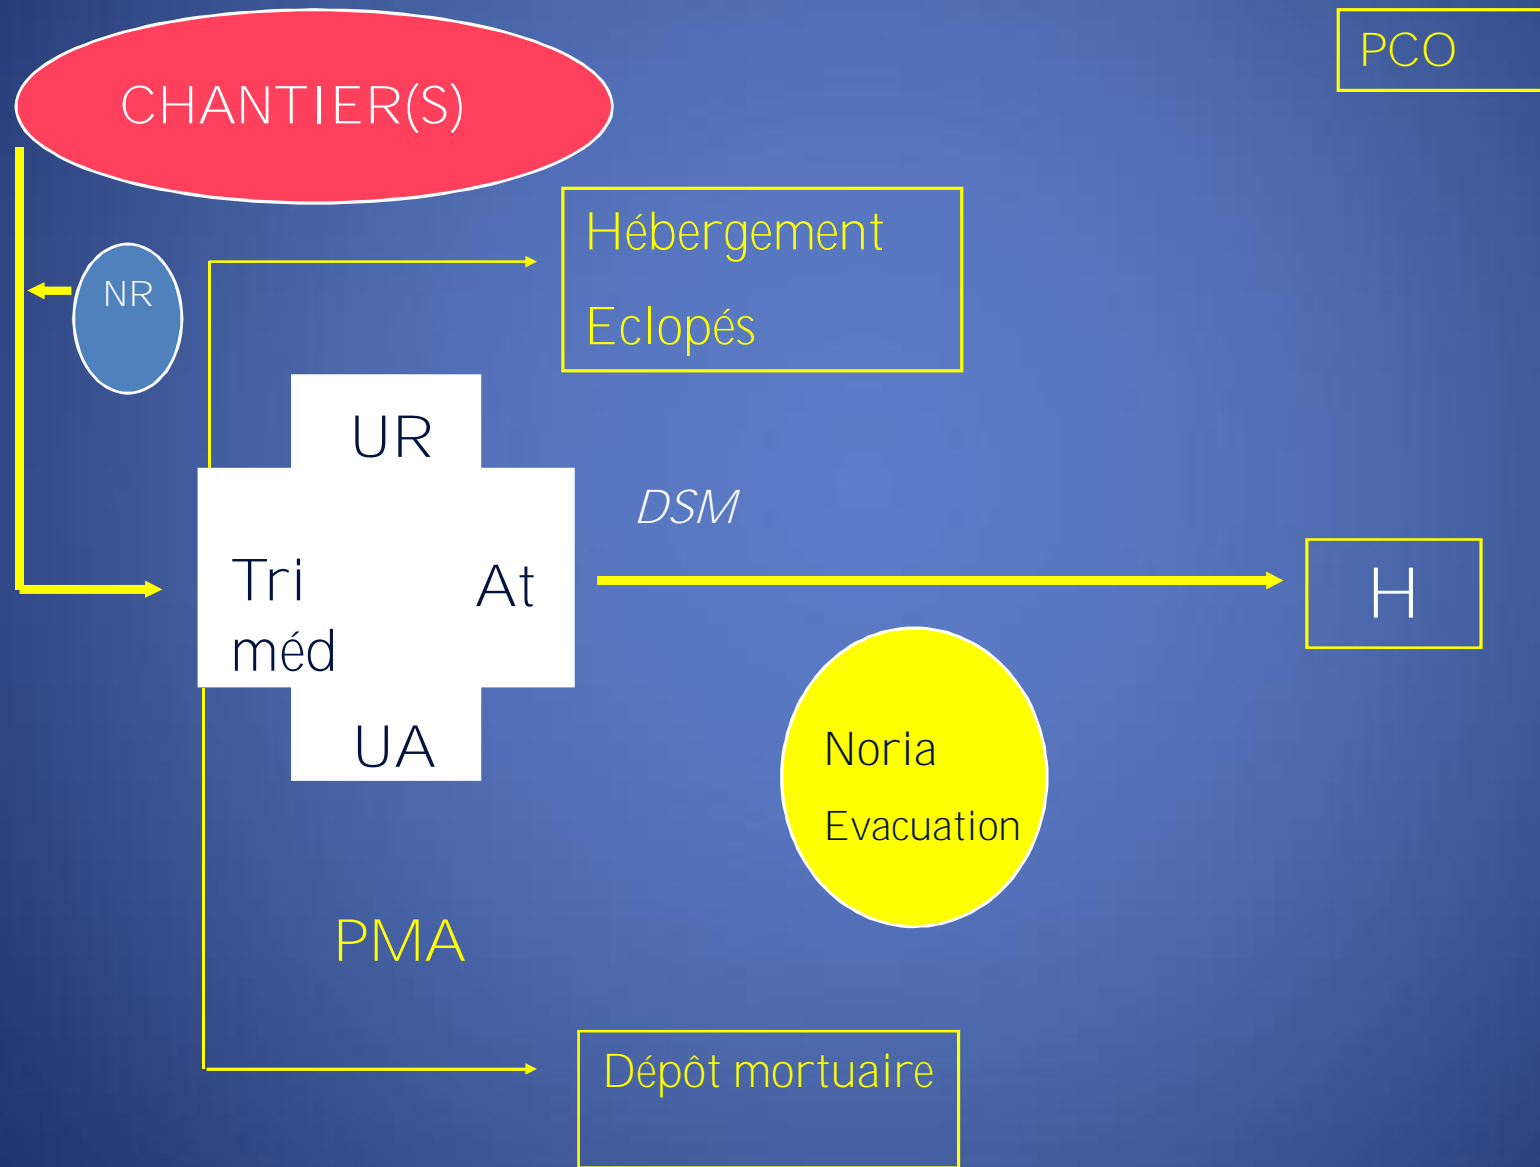 CHANTIER(S)
PCO
Hébergement
Eclopés
NR
UR
DSM
Tri
méd
At
H
UA
Noria
Evacuation
PMA
Dépôt mortuaire